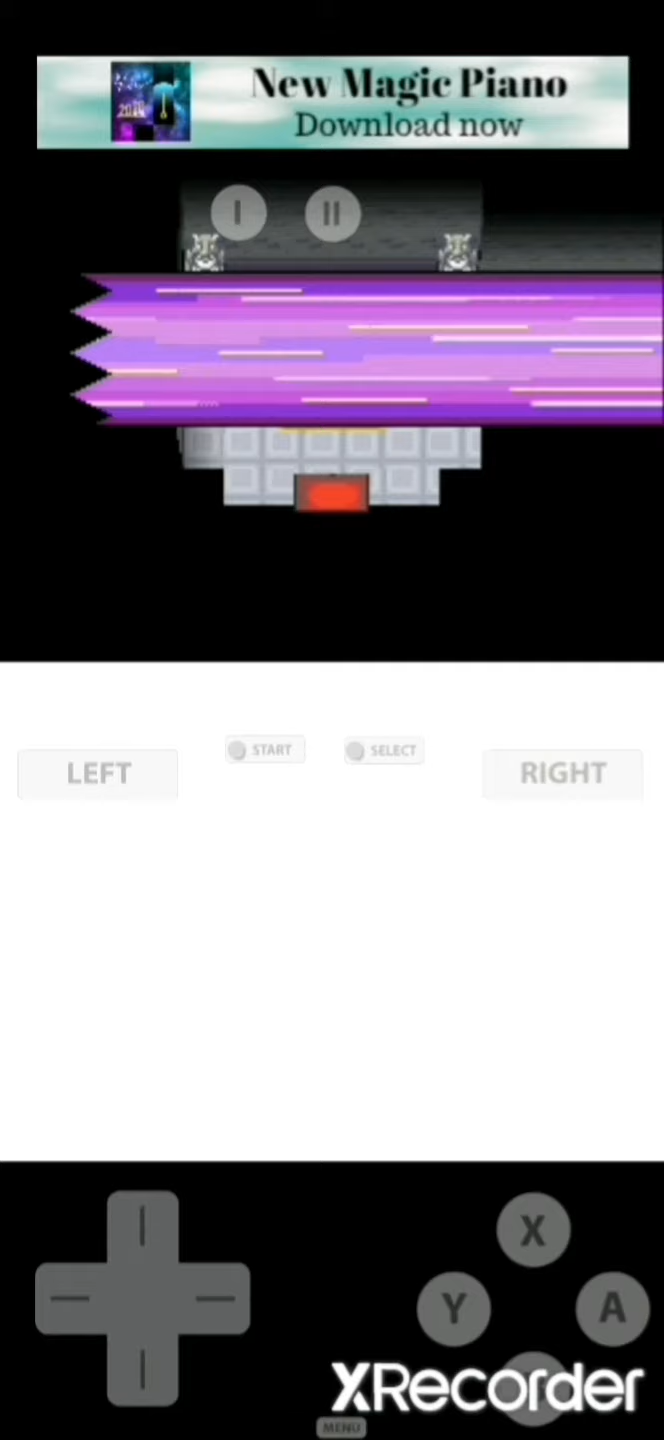 New Magic Piano
Download now
START
SELECT
LEFT
RIGHT
X
Y
A
XRecorder
MENU